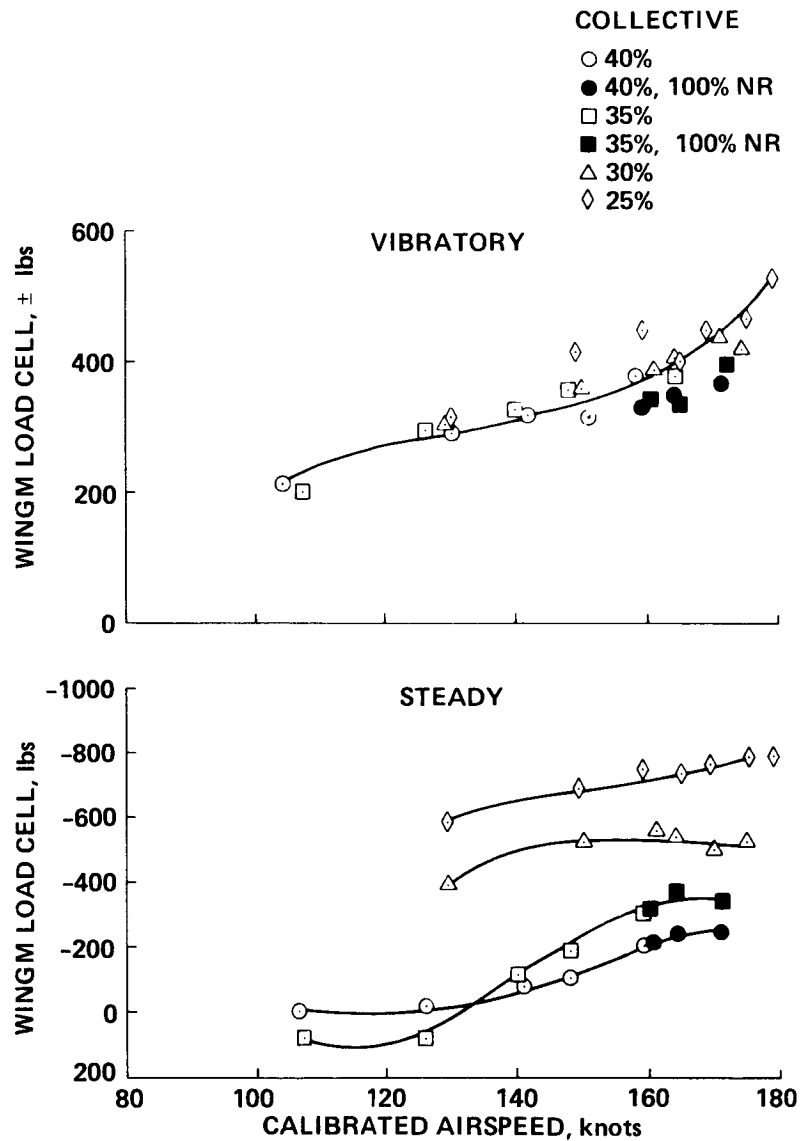 COLLECTIVE
40%
40%, 100% NR
35%
35%, 100% NR
30%
25%
VIBRATORY
WINGM LOAD CELL, ± lbs
600
400
200
0
STEADY
WINGM LOAD CELL, lbs
-1000
-800
-600
-400
-200
0
200
80 100 120 140 160 180
CALIBRATED AIRSPEED, knots